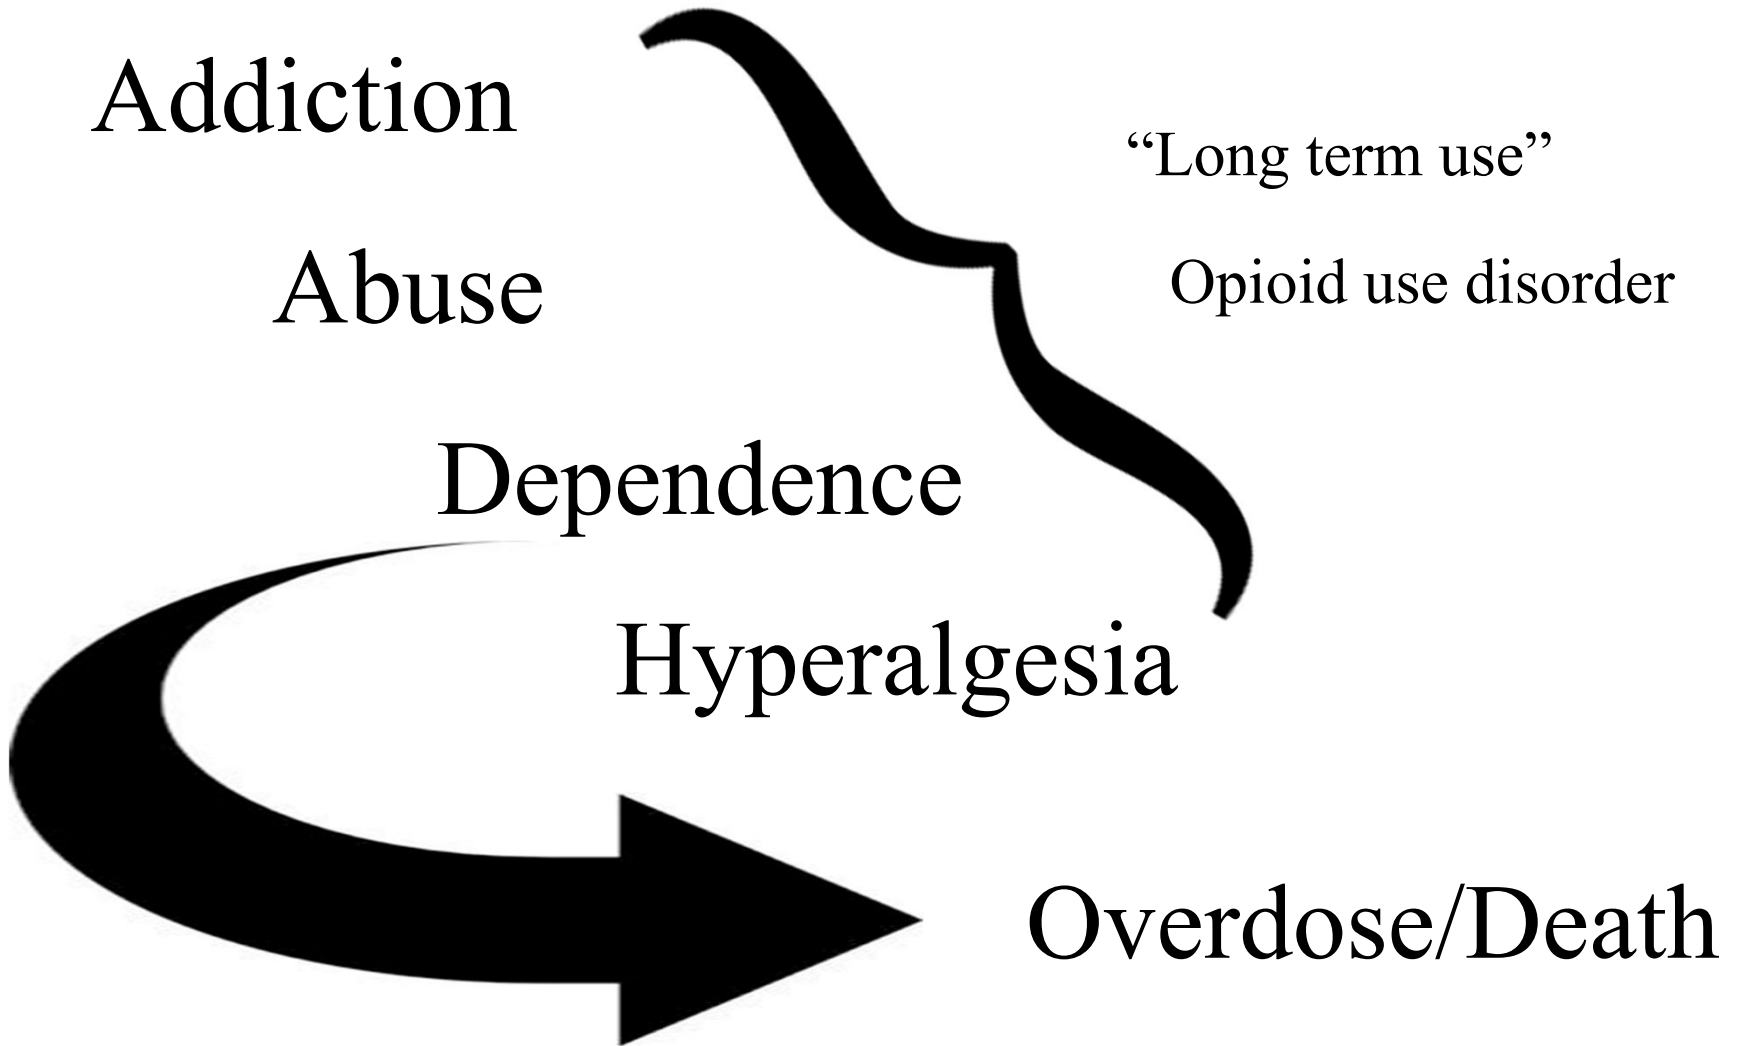 Addiction
“Long term use”
Abuse
Opioid use disorder
Dependence
Hyperalgesia
Overdose/Death